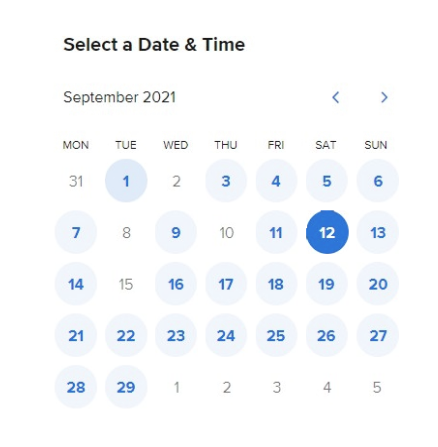 Select a Date & Time
September 2021
MON TUE WED THU FRI SAT SUN
31 1 2 3 4 5 6
7 8 9 10 11 12 13
14 15 16 17 18 19 20
21 22 23 24 25 26 27
28 29 1 2 3 4 5